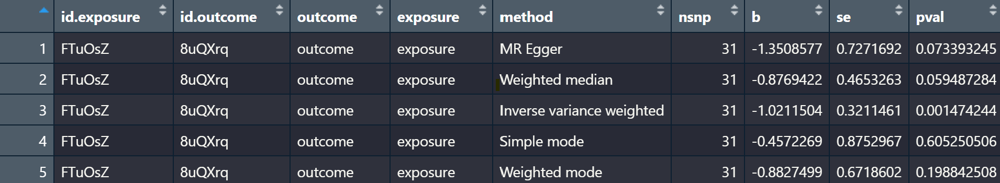 id.exposure id.outcome outcome exposure method nsnp b se pval
1 FTuOsZ 8uQXrq outcome exposure MR Egger 31 -1.3508577 0.7271692 0.073393245
2 FTuOsZ 8uQXrq outcome exposure Weighted median 31 -0.8769422 0.4653263 0.059487284
3 FTuOsZ 8uQXrq outcome exposure Inverse variance weighted 31 -1.0211504 0.3211461 0.001474244
4 FTuOsZ 8uQXrq outcome exposure Simple mode 31 -0.4572269 0.8752967 0.605250506
5 FTuOsZ 8uQXrq outcome exposure Weighted mode 31 -0.8827499 0.6718602 0.198842508